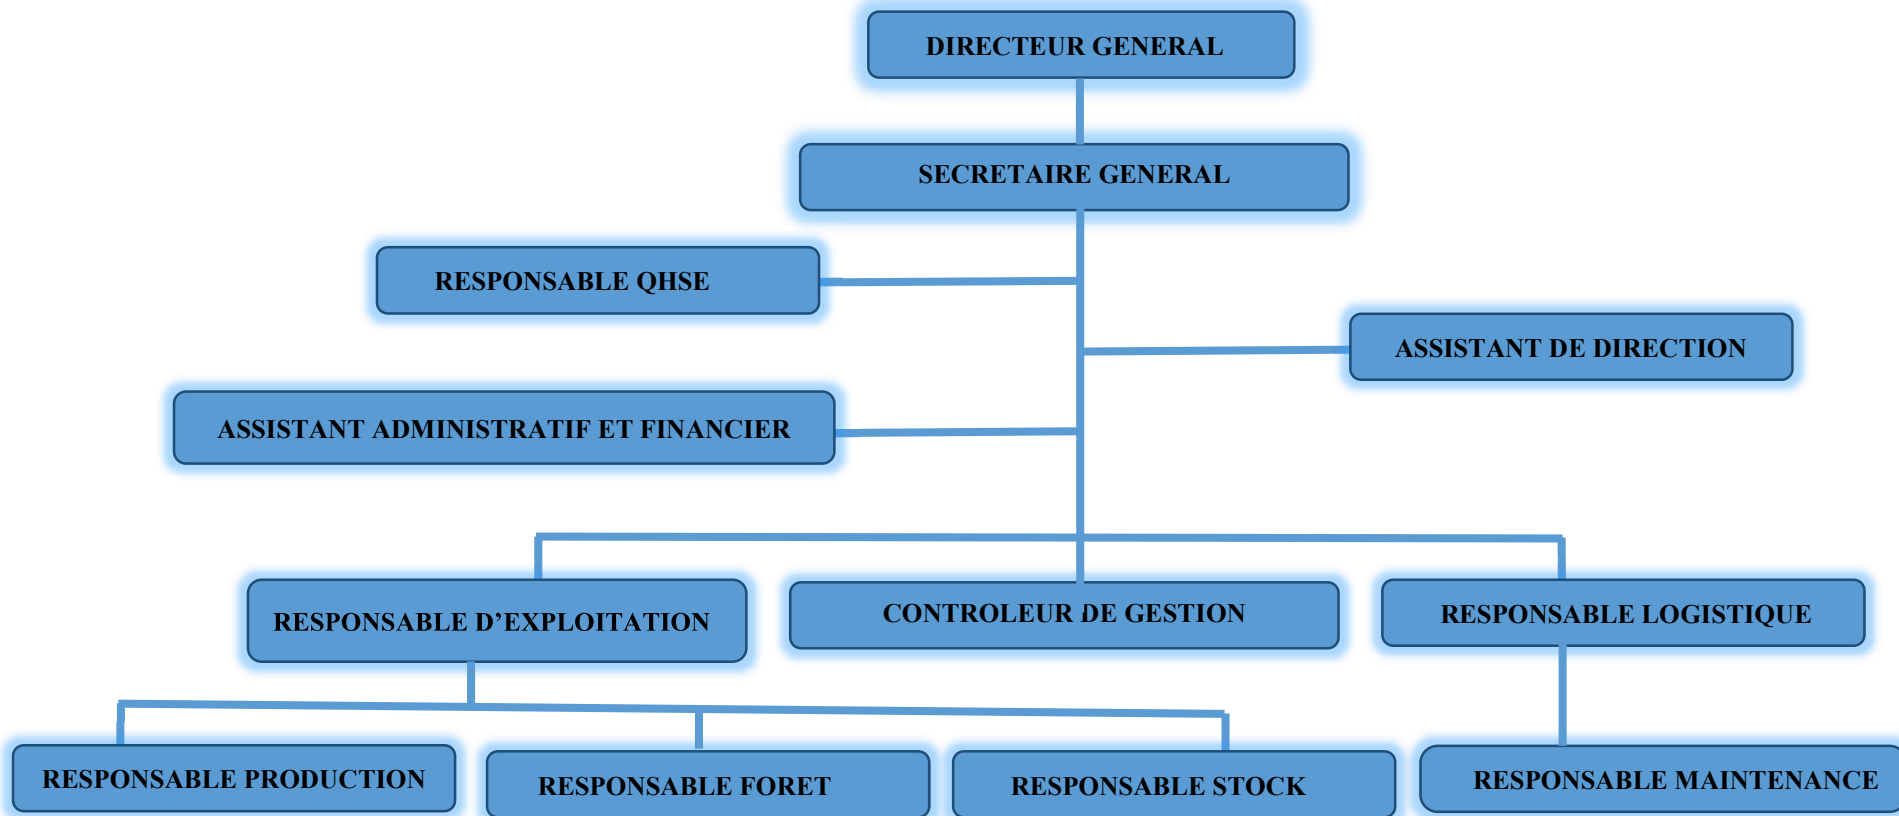 DIRECTEUR GENERAL
SECRETAIRE GENERAL
RESPONSABLE QHSE
ASSISTANT DE DIRECTION
ASSISTANT ADMINISTRATIF ET FINANCIER
RESPONSABLE D’EXPLOITATION
CONTROLEUR DE GESTION
RESPONSABLE LOGISTIQUE
RESPONSABLE PRODUCTION
RESPONSABLE FORET
RESPONSABLE STOCK
RESPONSABLE MAINTENANCE